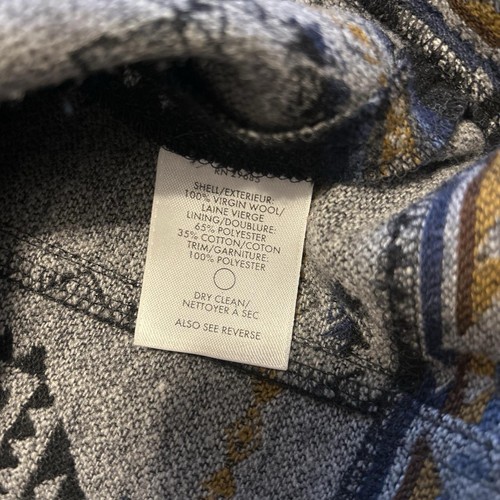 SHELL/EXTERIEUR:
100% VIRGIN WOOL/
LAINE VIERGE
LINING/DOUBLURE:
65% POLYESTER
35% COTTON/COTON
TRIM/GARNITURE:
100% POLYESTER
DRY CLEAN/
NETTOYER À SEC
ALSO SEE REVERSE